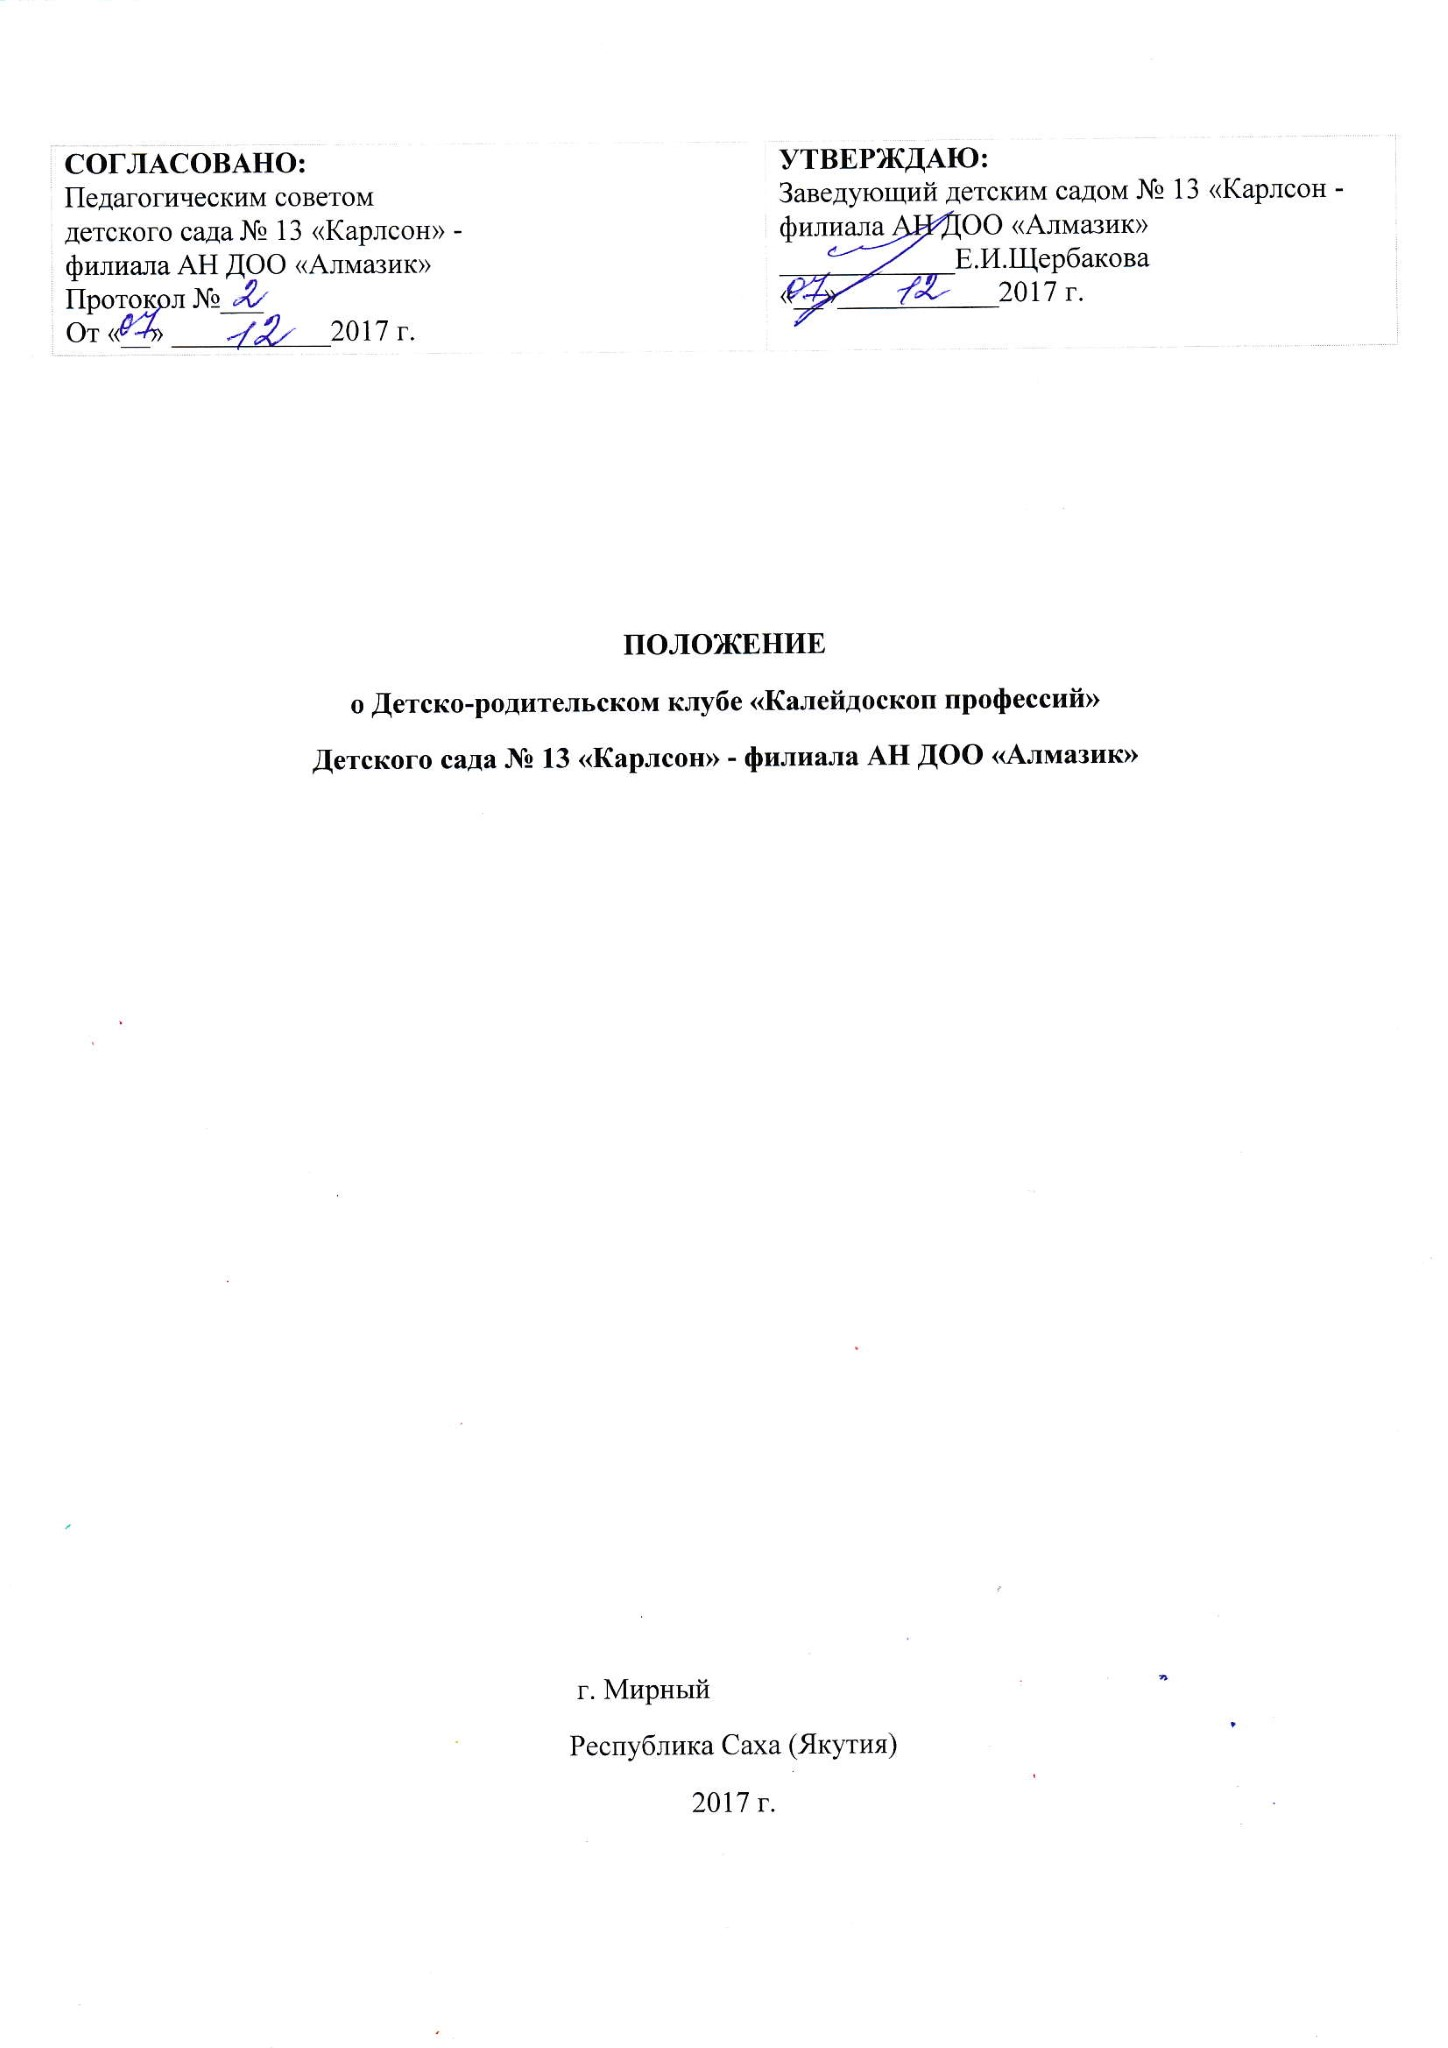 СОГЛАСОВАНО:
Педагогическим советом
детского сада № 13 «Карлсон» -
филиала АН ДОО «Алмазик»
Протокол № 2
От «07» 12 2017 г.
УТВЕРЖДАЮ:
Заведующий детским садом № 13 «Карлсон -
филиала АН ДОО «Алмазик»
____________Е.И.Щербакова
«07» 12 2017 г.
ПОЛОЖЕНИЕ
о Детско-родительском клубе «Калейдоскоп профессий»
Детского сада № 13 «Карлсон» - филиала АН ДОО «Алмазик»
г. Мирный
Республика Саха (Якутия)
2017 г.